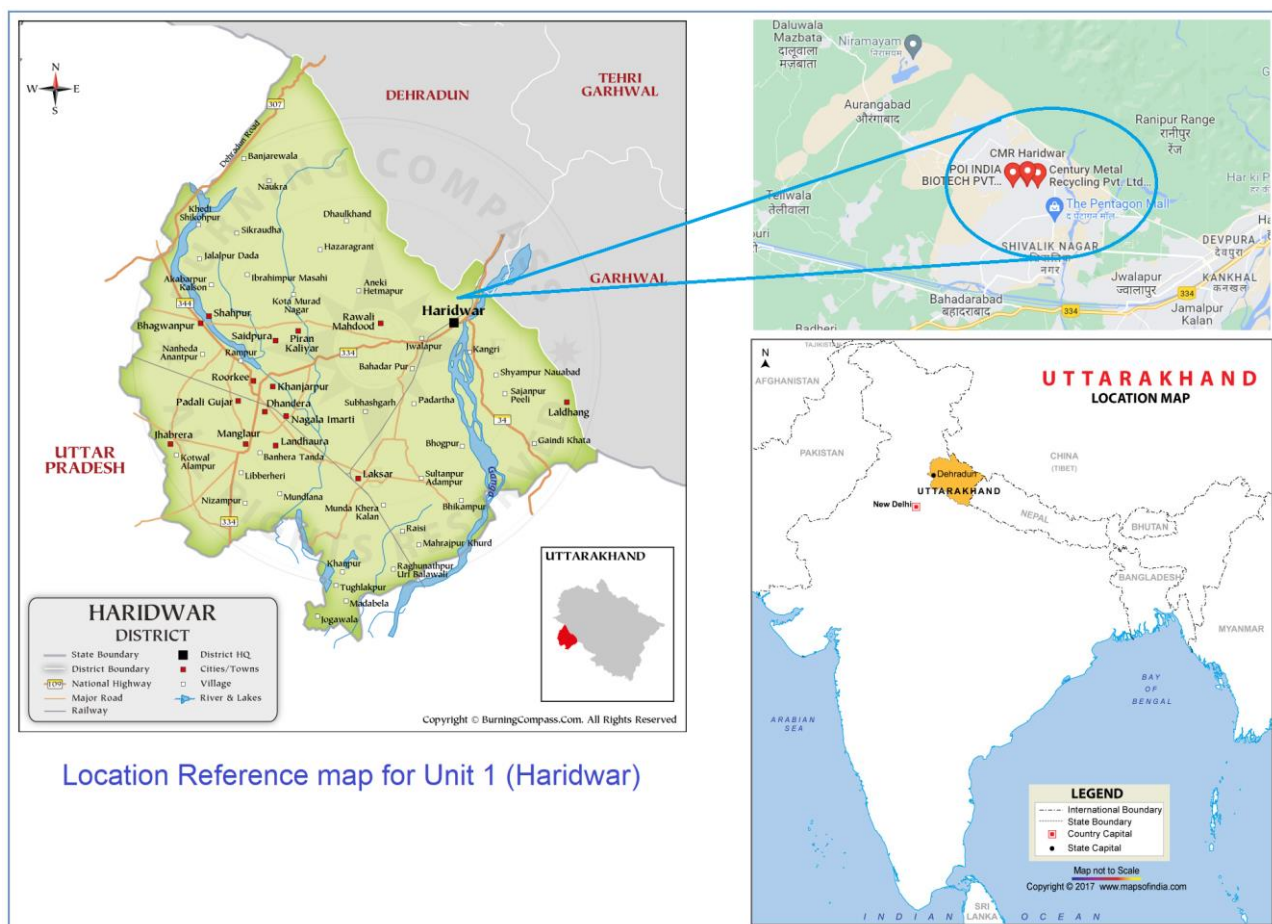 N
W
E
S
307
Dehradun Road
DEHRADUN
TEHRI
GARHWAL
Banjarewala
Naukra
Dhaulkhand
Khedi
Shikohpur
Sikraudha
Hazaragrant
Jalalpur Dada
Akabarpur
Kalson
Ibrahimpur Masahi
Aneki
Hetmapur
Kota Murad
Nagar
GARHWAL
344
Shahpur
Haridwar
Rawali
Mahdood
Bhagwanpur
Saidpura
Piran
Kaliyar
Jwalapur
Nanheda
Anantpur
Rampur
334
Kangri
Bahadar Pur
Roorkee
Khanjarpur
Shyampur Nauabad
Sajanpur
Peeli
Padali Gujar
Dhandera
Subhashgarh
Padartha
Laldhang
Nagala Imarti
34
Jhabrera
Manglaur
Landhaura
Bhogpur
Gaindi Khata
UTTAR
PRADESH
Kotwal
Alampur
Banhera Tanda
Libberheri
Laksar
Sultanpur
Adampur
Ganga
Nizampur
Mundlana
Munda Khera
Kalan
Bhikampur
334
Raisi
Mahrajpur Khurd
Khanpur
Raghunathpur
Urf Balawali
Tughlakpur
Madabela
Jogawala
UTTARAKHAND
HARIDWAR
DISTRICT
State Boundary
District HQ
District Boundary
Cities/Towns
109 National Highway
Village
Major Road
River & Lakes
Railway
Copyright © BurningCompass.Com. All Rights Reserved
Location Reference map for Unit 1 (Haridwar)
Daluwala
Mazbata
दालूवाला
मज़बाता
Niramayam
निरामयम
Aurangabad
औरंगाबाद
Ranipur Range
रानीपुर
रेंज
CMR Haridwar
POI INDIA
BIOTECH PVT...
Century Metal
Recycling Pvt. Ltd...
Har ki P
Teliwala
तेलीवाला
The Pentagon Mall
द पेंटागन मॉल
SHIVALIK NAGAR
शिवालिक
नगर
DEVPURA
देवपुरा
Jwalapur
ज्वालापुर
KANKHAL
कनखल
Bahadarabad
बहादराबाद
334
334
Jamalpur
Kalan
Badheri
N
UTTARAKHAND
LOCATION MAP
TAJIKISTAN
AFGHANISTAN
PAKISTAN
CHINA
(TIBET)
Dehradun
UTTARAKHAND
New Delhi
NEPAL
BHUTAN
BANGLADESH
MYANMAR
BAY
OF
BENGAL
ARABIAN
SEA
LEGEND
International Boundary
State Boundary
Country Capital
State Capital
Map not to Scale
Copyright © 2017 www.mapsofindia.com
SRI
LANKA
INDIAN OCEAN